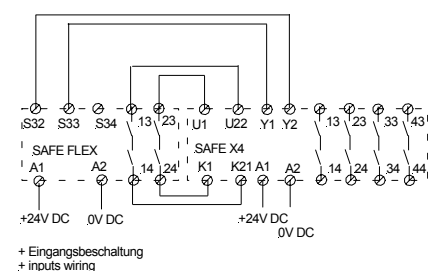 S32 S33 S34 13 23 U1 U22 Y1 Y2 13 23 33 43
SAFE FLEX SAFE X4
A1 A2 14 24 K1 K21 A1 A2 14 24 34 44
+24V DC 0V DC +24V DC
0V DC
+ Eingangsbeschaltung
+ inputs wiring